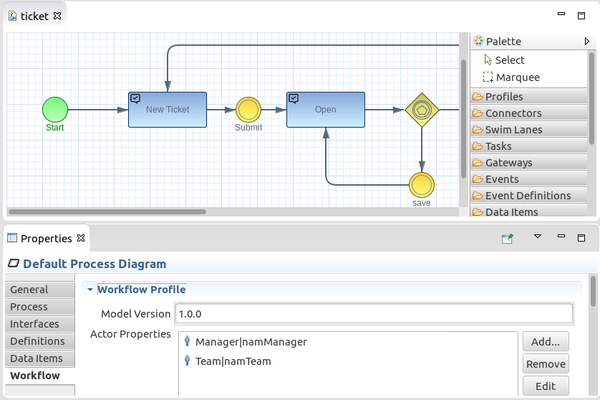 ticket
Palette
Select
Marquee
Profiles
Connectors
Swim Lanes
Tasks
Gateways
Events
Event Definitions
Data Items
Start
New Ticket
Submit
Open
save
Properties
Default Process Diagram
General
Process
Interfaces
Definitions
Data Items
Workflow
Workflow Profile
Model Version 1.0.0
Actor Properties
Manager|namManager
Team|namTeam
Add...
Remove
Edit